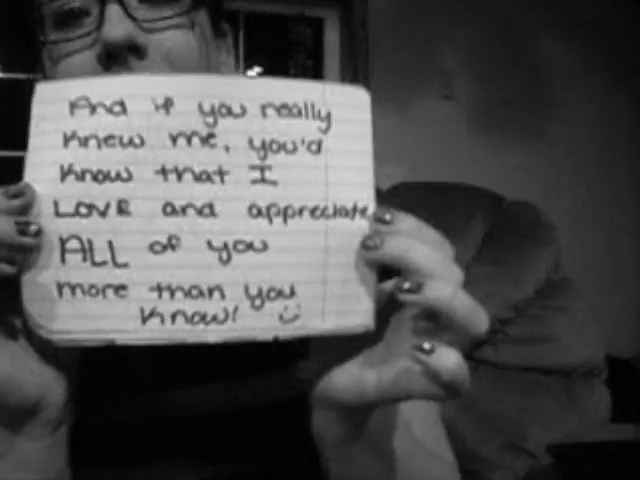 And if you really
knew me, you'd
know that I
LOVE and appreciate
ALL of you
more than you
know! :)